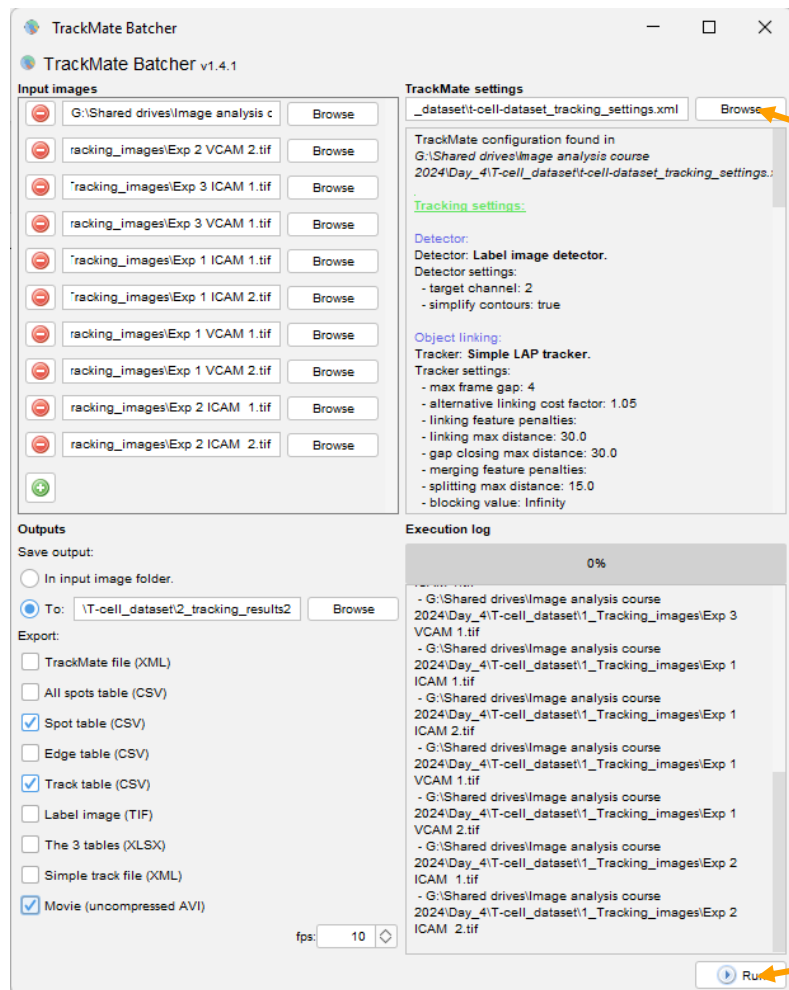 TrackMate Batcher
TrackMate Batcher v1.4.1
Input images
G:\Shared drives\Image analysis c Browse
racking_images\Exp 2 VCAM 2.tif Browse
Tracking_images\Exp 3 ICAM 1.tif Browse
racking_images\Exp 3 VCAM 1.tif Browse
Tracking_images\Exp 1 ICAM 1.tif Browse
Tracking_images\Exp 1 ICAM 2.tif Browse
racking_images\Exp 1 VCAM 1.tif Browse
racking_images\Exp 1 VCAM 2.tif Browse
racking_images\Exp 2 ICAM  1.tif Browse
racking_images\Exp 2 ICAM  2.tif Browse
TrackMate settings
_dataset\t-cell-dataset_tracking_settings.xml Browse
TrackMate configuration found in
G:\Shared drives\Image analysis course
2024\Day_4\T-cell_dataset\t-cell-dataset_tracking_settings.
.
Tracking settings:
Detector:
Detector: Label image detector.
Detector settings:
- target channel: 2
- simplify contours: true
Object linking:
Tracker: Simple LAP tracker.
Tracker settings:
- max frame gap: 4
- alternative linking cost factor: 1.05
- linking feature penalties:
- linking max distance: 30.0
- gap closing max distance: 30.0
- merging feature penalties:
- splitting max distance: 15.0
- blocking value: Infinity
Outputs
Save output:
In input image folder.
To: \T-cell_dataset\2_tracking_results2 Browse
Export:
TrackMate file (XML)
All spots table (CSV)
Spot table (CSV)
Edge table (CSV)
Track table (CSV)
Label image (TIF)
The 3 tables (XLSX)
Simple track file (XML)
Movie (uncompressed AVI)
fps: 10
Execution log
0%
- G:\Shared drives\Image analysis course
2024\Day_4\T-cell_dataset\1_Tracking_images\Exp 3
VCAM 1.tif
- G:\Shared drives\Image analysis course
2024\Day_4\T-cell_dataset\1_Tracking_images\Exp 1
ICAM 1.tif
- G:\Shared drives\Image analysis course
2024\Day_4\T-cell_dataset\1_Tracking_images\Exp 1
ICAM 2.tif
- G:\Shared drives\Image analysis course
2024\Day_4\T-cell_dataset\1_Tracking_images\Exp 1
VCAM 1.tif
- G:\Shared drives\Image analysis course
2024\Day_4\T-cell_dataset\1_Tracking_images\Exp 1
VCAM 2.tif
- G:\Shared drives\Image analysis course
2024\Day_4\T-cell_dataset\1_Tracking_images\Exp 2
ICAM  1.tif
- G:\Shared drives\Image analysis course
2024\Day_4\T-cell_dataset\1_Tracking_images\Exp 2
ICAM  2.tif
Run